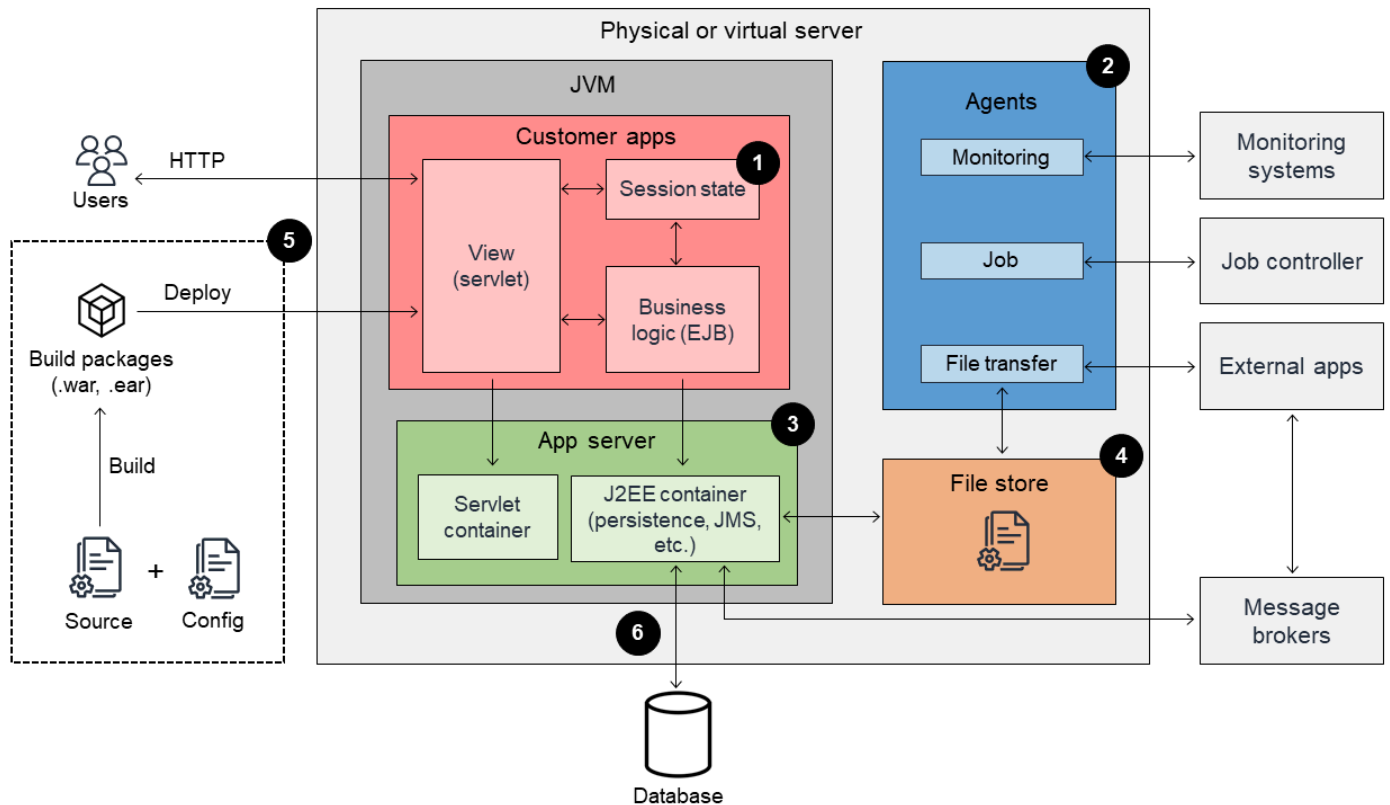 Physical or virtual server
JVM
Customer apps
1
Session state
View
(servlet)
Business
logic (EJB)
HTTP
Users
5
Deploy
Build packages
(.war, .ear)
Build
+
Source
Config
3
App server
Servlet
container
J2EE container
(persistence, JMS,
etc.)
2
Agents
Monitoring
Job
File transfer
4
File store
Monitoring
systems
Job controller
External apps
Message
brokers
6
Database